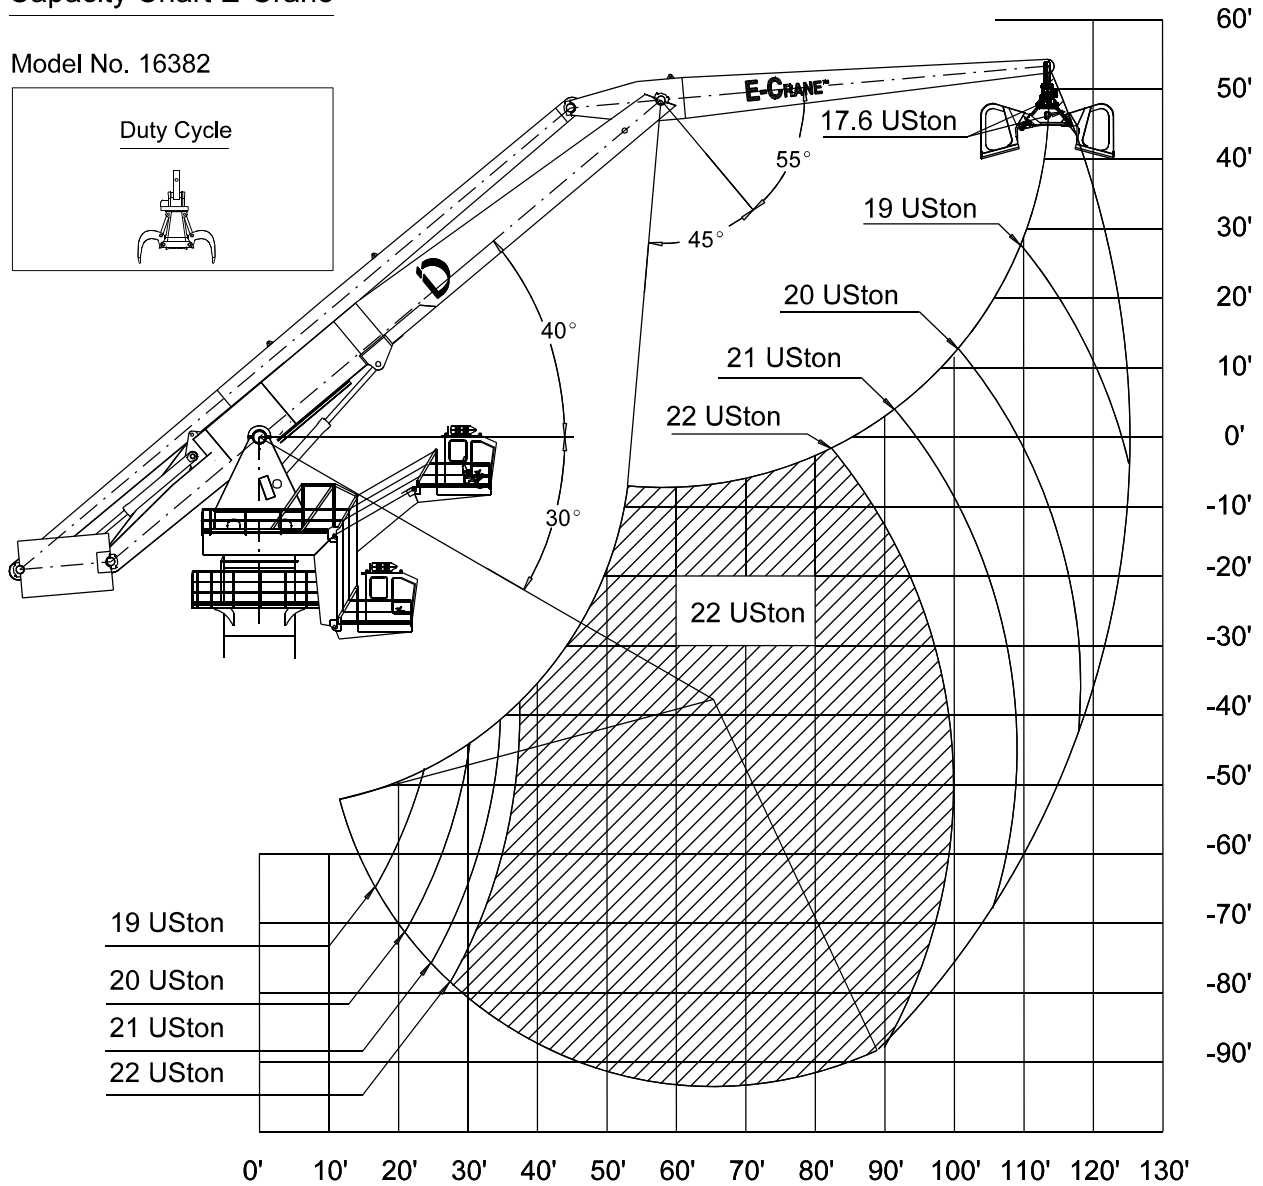 Capacity Chart E-Crane
Model No. 16382
Duty Cycle
E-CRANE™
17.6 USton
19 USton
20 USton
21 USton
22 USton
55°
45°
40°
30°
22 USton
19 USton
20 USton
21 USton
22 USton
60'
50'
40'
30'
20'
10'
0'
-10'
-20'
-30'
-40'
-50'
-60'
-70'
-80'
-90'
0' 10' 20' 30' 40' 50' 60' 70' 80' 90' 100' 110' 120' 130'